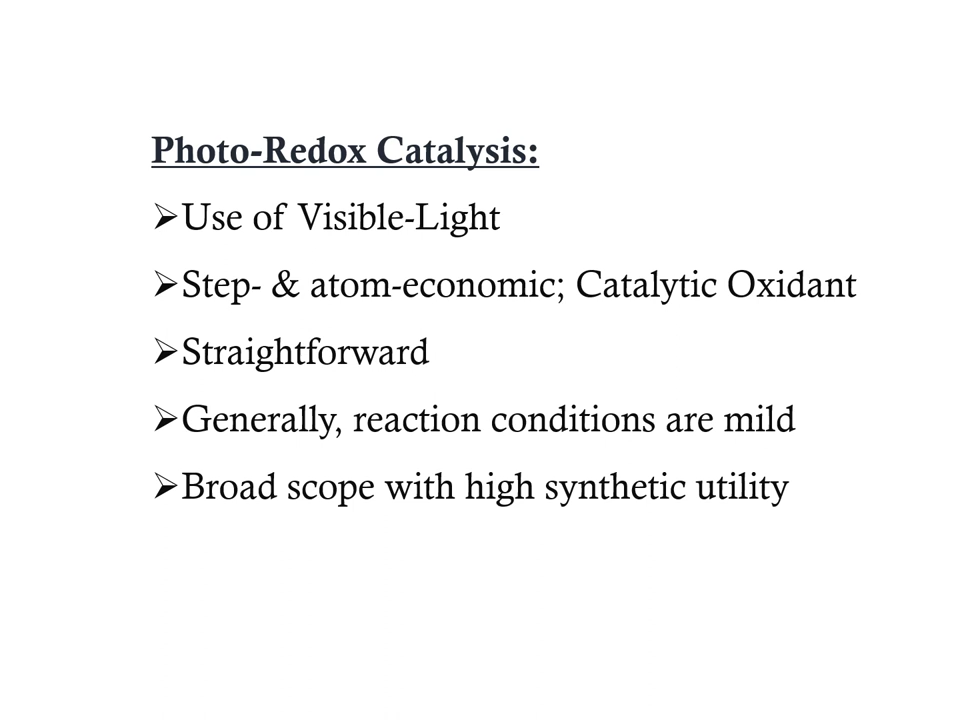 Photo-Redox Catalysis:
➢Use of Visible-Light
➢Step- & atom-economic; Catalytic Oxidant
➢Straightforward
➢Generally, reaction conditions are mild
➢Broad scope with high synthetic utility